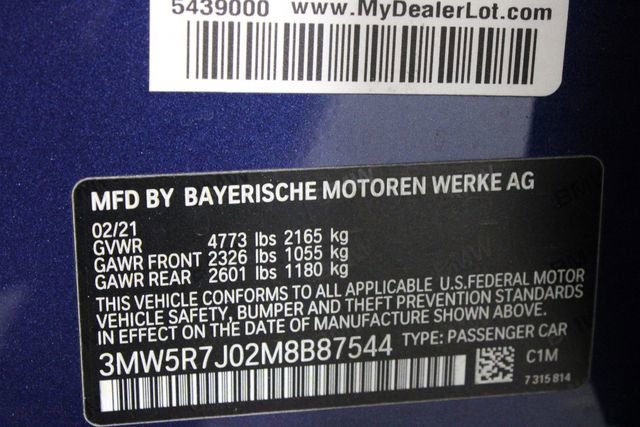 5439000 www.MyDealerLot.com
MFD BY BAYERISCHE MOTOREN WERKE AG
02/21
GVWR 4773 lbs 2165 kg
GAWR FRONT 2326 lbs 1055 kg
GAWR REAR 2601 lbs 1180 kg
THIS VEHICLE CONFORMS TO ALL APPLICABLE U.S.FEDERAL MOTOR
VEHICLE SAFETY, BUMPER AND THEFT PREVENTION STANDARDS
IN EFFECT ON THE DATE OF MANUFACTURE SHOWN ABOVE.
3MW5R7J02M8B87544 TYPE: PASSENGER CAR
C1M
7 315 814